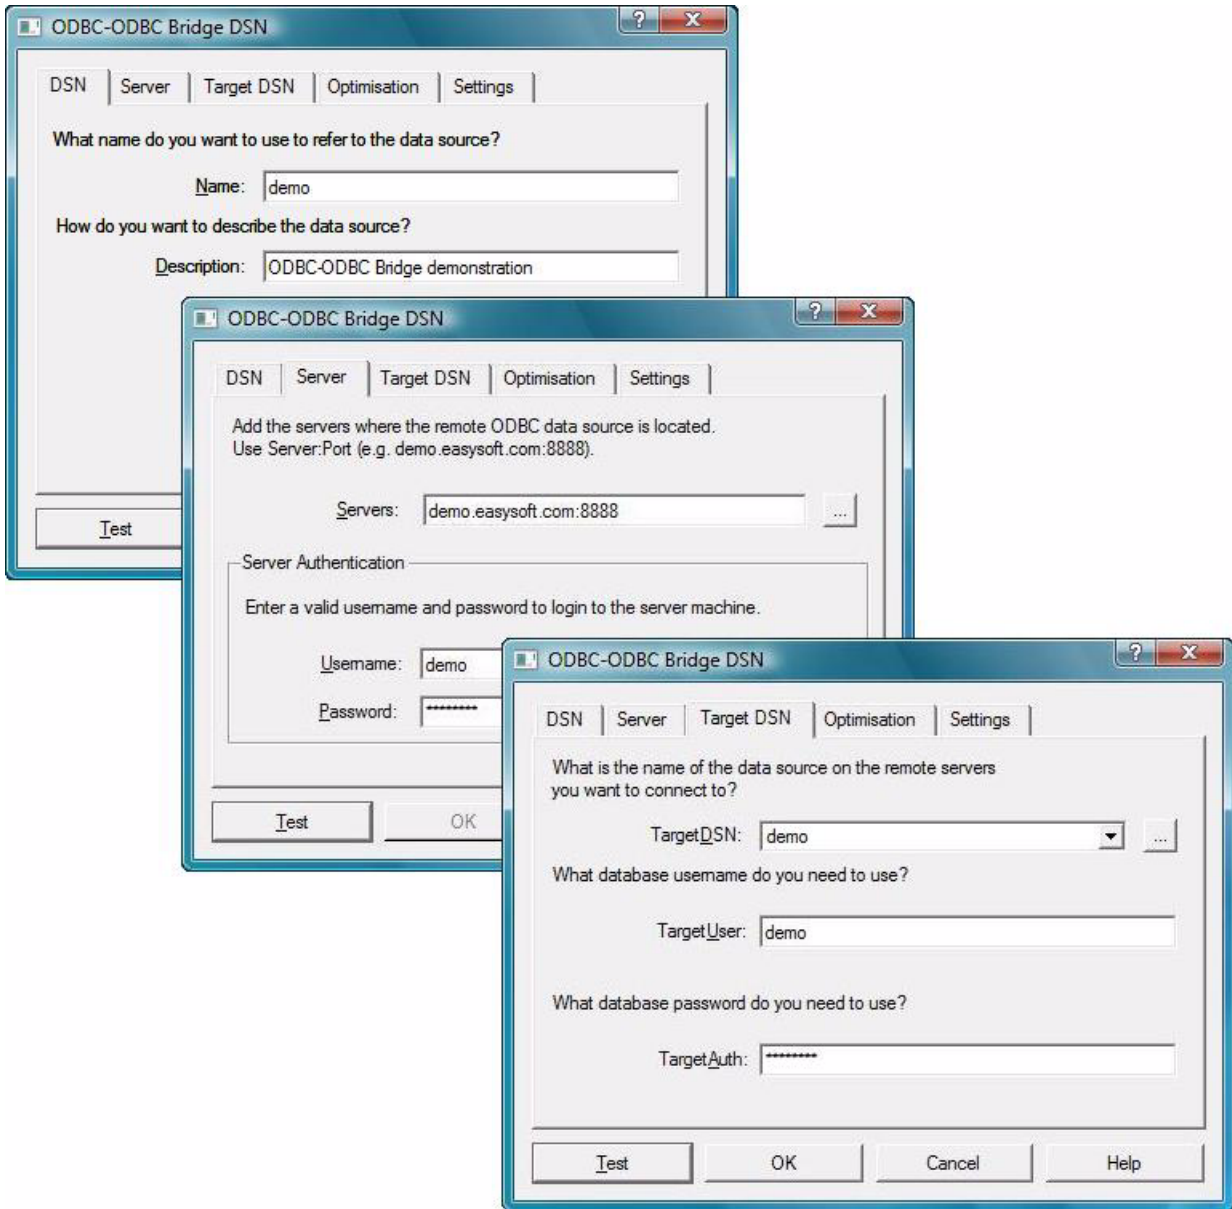 ODBC-ODBC Bridge DSN
DSN Server Target DSN Optimisation Settings
What name do you want to use to refer to the data source?
Name: demo
How do you want to describe the data source?
Description: ODBC-ODBC Bridge demonstration
Test
ODBC-ODBC Bridge DSN
DSN Server Target DSN Optimisation Settings
Add the servers where the remote ODBC data source is located.
Use Server:Port (e.g. demo.easysoft.com:8888).
Servers: demo.easysoft.com:8888 ...
Server Authentication
Enter a valid username and password to login to the server machine.
Username: demo
Password: ********
Test OK
ODBC-ODBC Bridge DSN
DSN Server Target DSN Optimisation Settings
What is the name of the data source on the remote servers
you want to connect to?
TargetDSN: demo ...
What database username do you need to use?
TargetUser: demo
What database password do you need to use?
TargetAuth: ********
Test OK Cancel Help